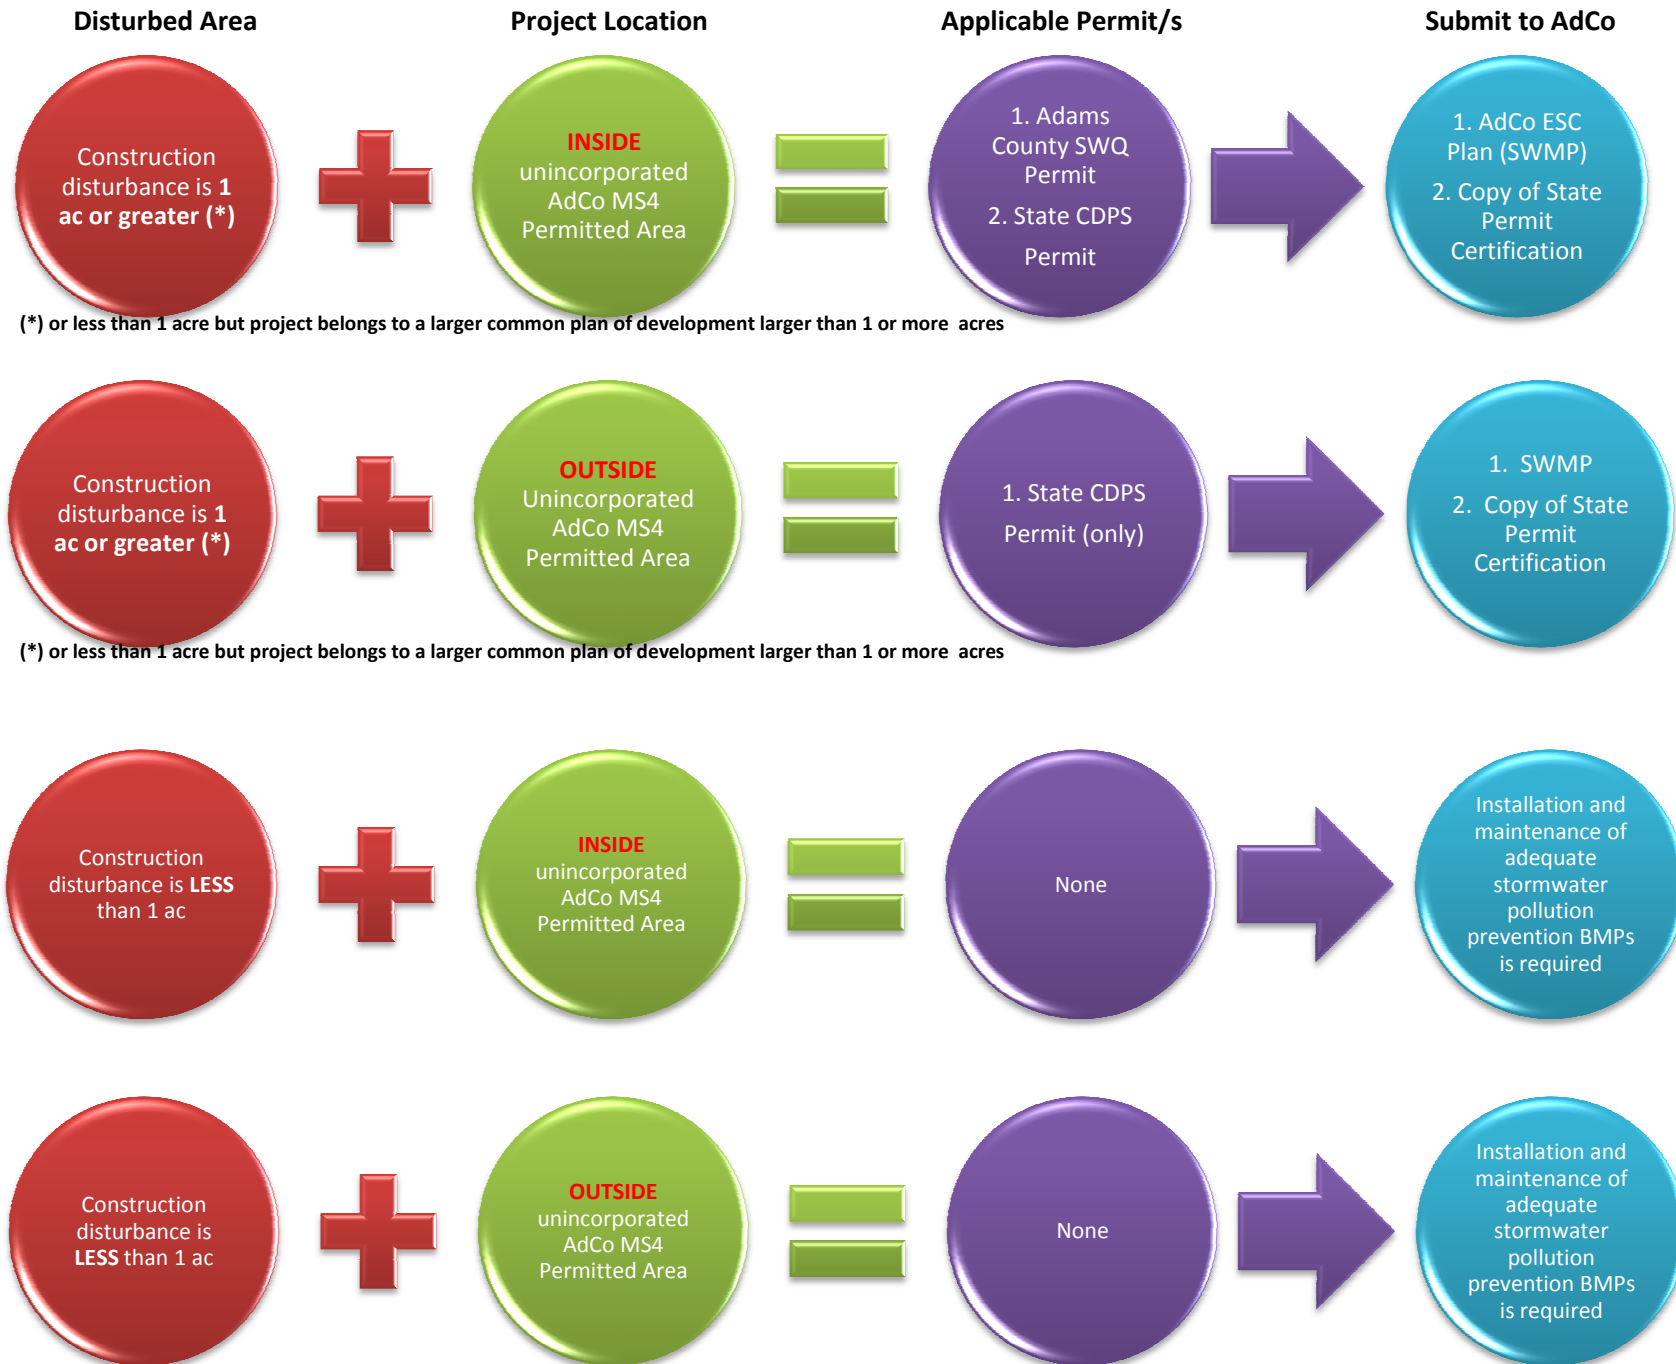 Disturbed Area
Project Location
Applicable Permit/s
Submit to AdCo
Construction
disturbance is 1
ac or greater (*)
INSIDE
unincorporated
AdCo MS4
Permitted Area
1. Adams
County SWQ
Permit
2. State CDPS
Permit
1. AdCo ESC
Plan (SWMP)
2. Copy of State
Permit
Certification
(*) or less than 1 acre but project belongs to a larger common plan of development larger than 1 or more acres
Construction
disturbance is 1
ac or greater (*)
OUTSIDE
Unincorporated
AdCo MS4
Permitted Area
1. State CDPS
Permit (only)
1. SWMP
2. Copy of State
Permit
Certification
(*) or less than 1 acre but project belongs to a larger common plan of development larger than 1 or more acres
Construction
disturbance is LESS
than 1 ac
INSIDE
unincorporated
AdCo MS4
Permitted Area
None
Installation and
maintenance of
adequate
stormwater
pollution
prevention BMPs
is required
Construction
disturbance is
LESS than 1 ac
OUTSIDE
unincorporated
AdCo MS4
Permitted Area
None
Installation and
maintenance of
adequate
stormwater
pollution
prevention BMPs
is required